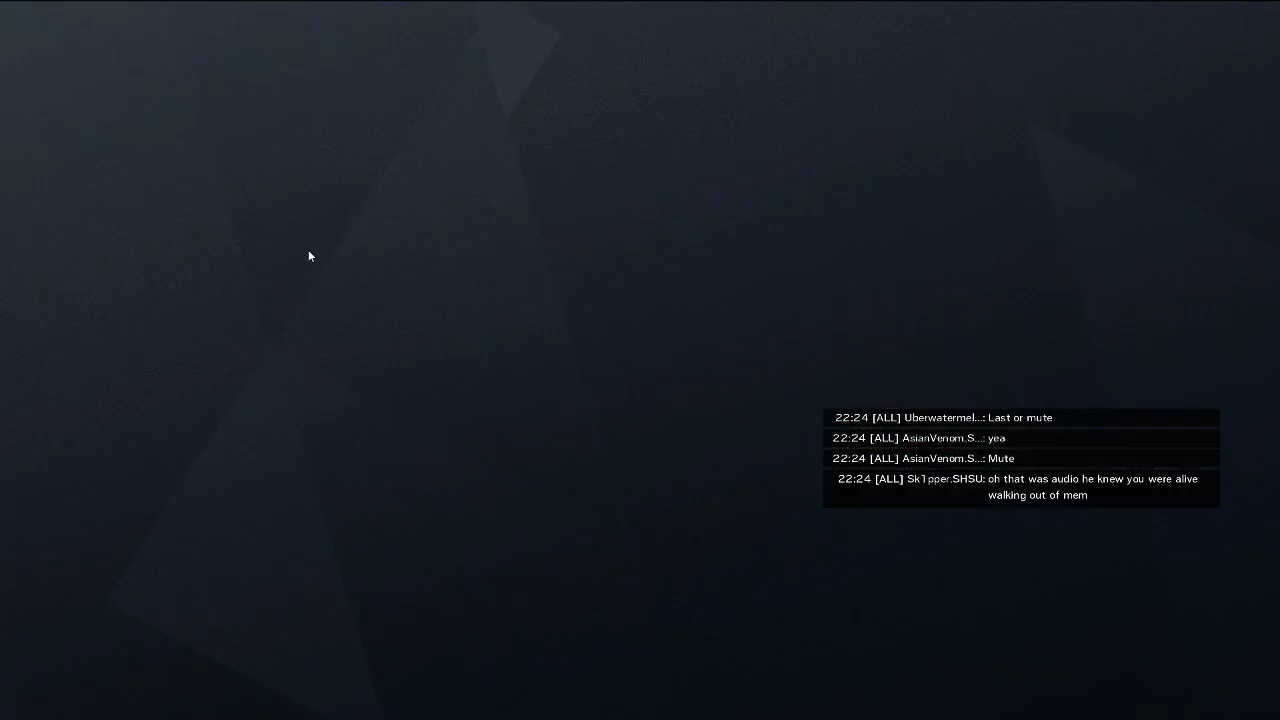 22:24 [ALL] Uberwatermel...: Last or mute
22:24 [ALL] AsianVenom.S...: yea
22:24 [ALL] AsianVenom.S...: Mute
22:24 [ALL] Sk1pper.SHSU: oh that was audio he knew you were alive
walking out of mem